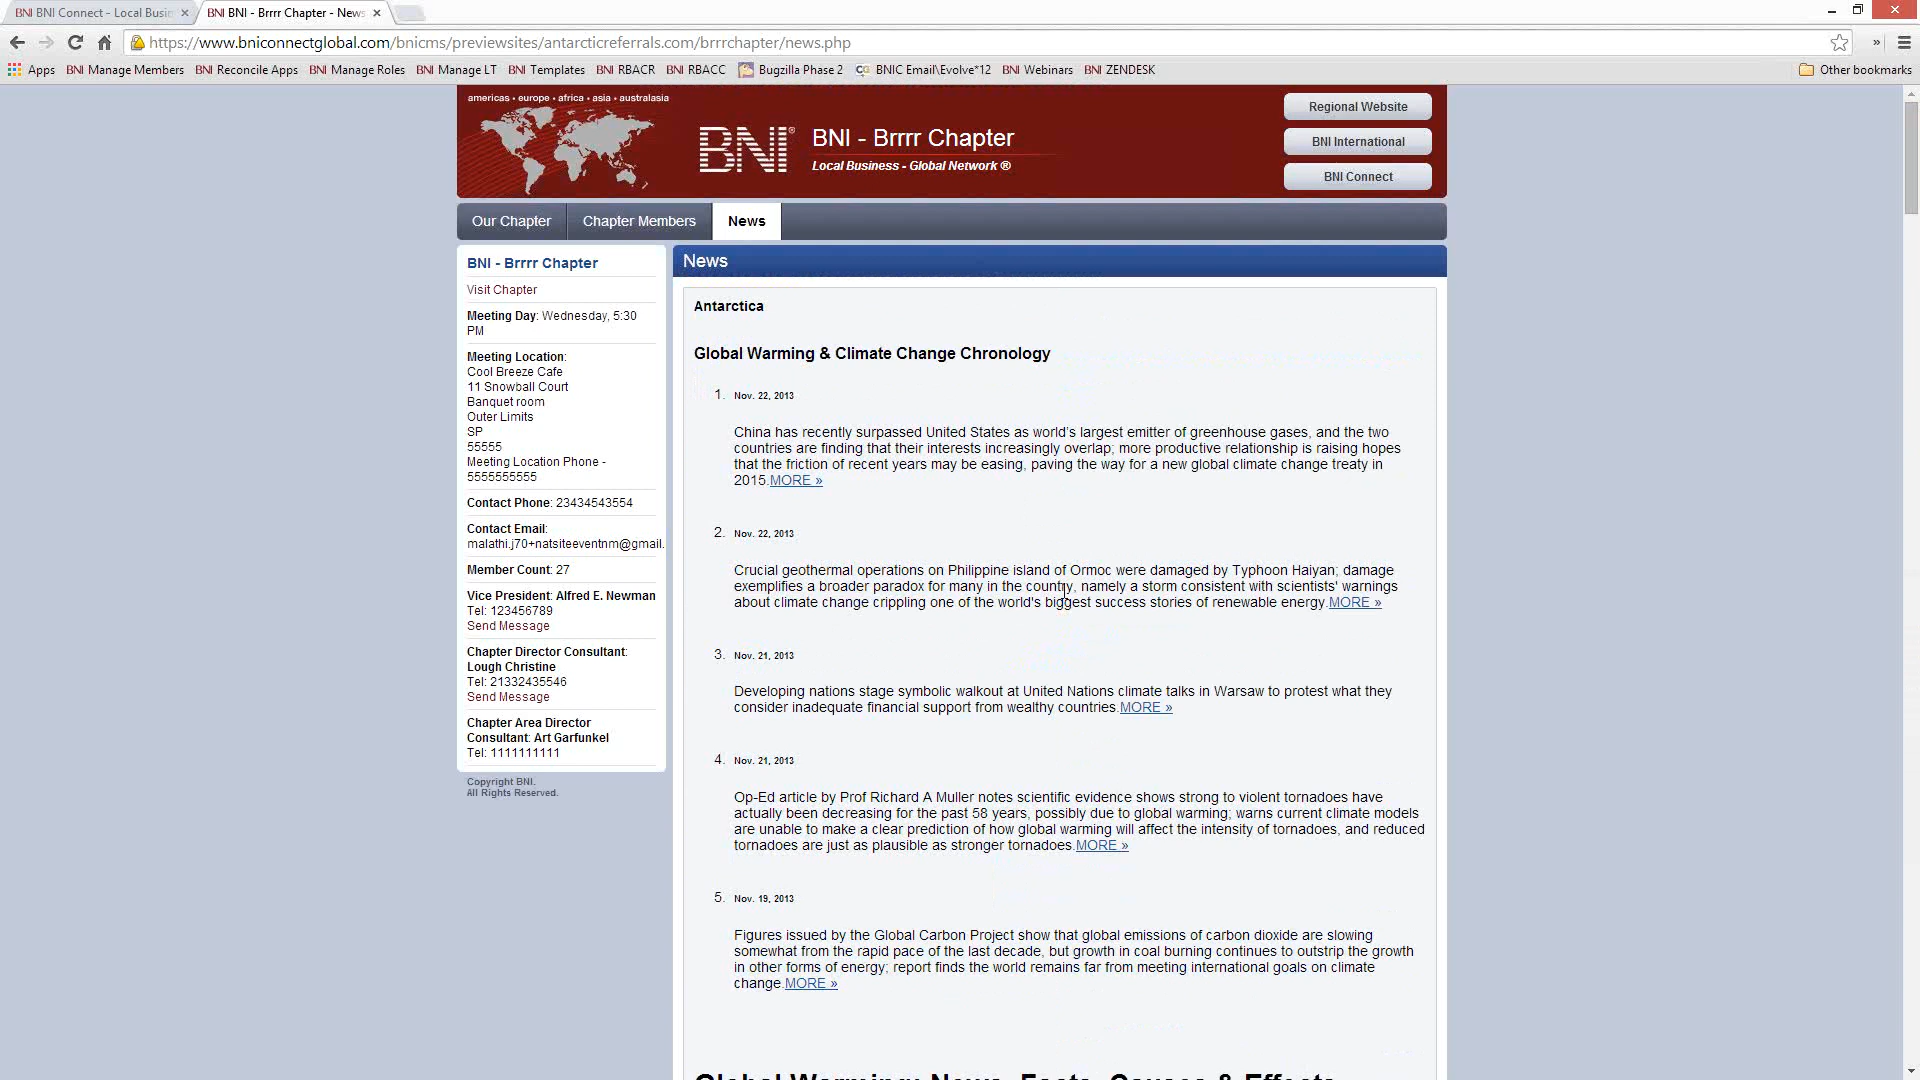 BNI BNI Connect - Local Busin
BNI BNI - Brrrr Chapter - News
https://www.bniconnectglobal.com/bnicms/previewsites/antarcticreferrals.com/brrrchapter/news.php
»
Apps BNI Manage Members BNI Reconcile Apps BNI Manage Roles BNI Manage LT BNI Templates BNI RBACR BNI RBACC Bugzilla Phase 2 BNIC Email\Evolve*12 BNI Webinars BNI ZENDESK Other bookmarks
americas • europe • africa • asia • australasia
BNI®
BNI - Brrrr Chapter
Local Business - Global Network ®
Regional Website
BNI International
BNI Connect
Our Chapter Chapter Members News
BNI - Brrrr Chapter
Visit Chapter
Meeting Day: Wednesday, 5:30
PM
Meeting Location:
Cool Breeze Cafe
11 Snowball Court
Banquet room
Outer Limits
SP
55555
Meeting Location Phone -
5555555555
Contact Phone: 23434543554
Contact Email:
malathi.j70+natsiteeventnm@gmail.
Member Count: 27
Vice President: Alfred E. Newman
Tel: 123456789
Send Message
Chapter Director Consultant:
Lough Christine
Tel: 21332435546
Send Message
Chapter Area Director
Consultant: Art Garfunkel
Tel: 1111111111
Copyright BNI.
All Rights Reserved.
News
Antarctica
Global Warming & Climate Change Chronology
1. Nov. 22, 2013
China has recently surpassed United States as world's largest emitter of greenhouse gases, and the two
countries are finding that their interests increasingly overlap; more productive relationship is raising hopes
that the friction of recent years may be easing, paving the way for a new global climate change treaty in
2015.MORE »
2. Nov. 22, 2013
Crucial geothermal operations on Philippine island of Ormoc were damaged by Typhoon Haiyan; damage
exemplifies a broader paradox for many in the country, namely a storm consistent with scientists' warnings
about climate change crippling one of the world's biggest success stories of renewable energy.MORE »
3. Nov. 21, 2013
Developing nations stage symbolic walkout at United Nations climate talks in Warsaw to protest what they
consider inadequate financial support from wealthy countries.MORE »
4. Nov. 21, 2013
Op-Ed article by Prof Richard A Muller notes scientific evidence shows strong to violent tornadoes have
actually been decreasing for the past 58 years, possibly due to global warming; warns current climate models
are unable to make a clear prediction of how global warming will affect the intensity of tornadoes, and reduced
tornadoes are just as plausible as stronger tornadoes.MORE »
5. Nov. 19, 2013
Figures issued by the Global Carbon Project show that global emissions of carbon dioxide are slowing
somewhat from the rapid pace of the last decade, but growth in coal burning continues to outstrip the growth
in other forms of energy; report finds the world remains far from meeting international goals on climate
change.MORE »
Global Warming: News, Facts, Causes & Effects